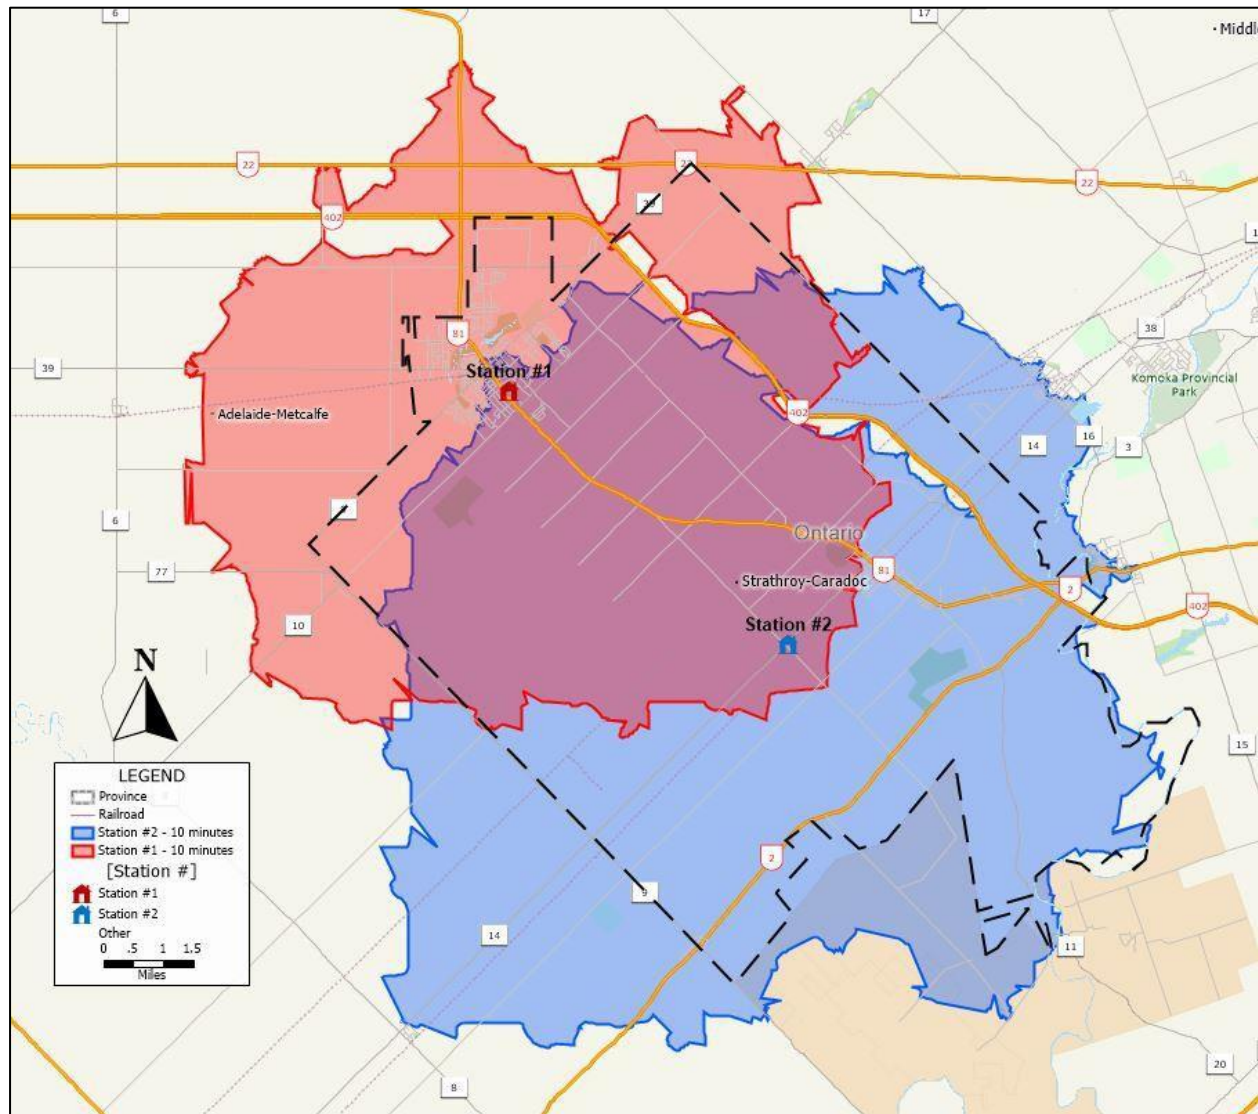 6
17
Middl
22
22
22
39
402
1
81
38
Station #1
39
Komoka Provincial
Park
Adelaide-Metcalfe
402
16
14
3
6
Ontario
77
Strathroy-Caradoc
81
2
402
10
Station #2
N
15
LEGEND
Province
Railroad
Station #2 - 10 minutes
Station #1 - 10 minutes
[Station #]
Station #1
Station #2
Other
0 .5 1 1.5
Miles
2
9
14
11
20
8